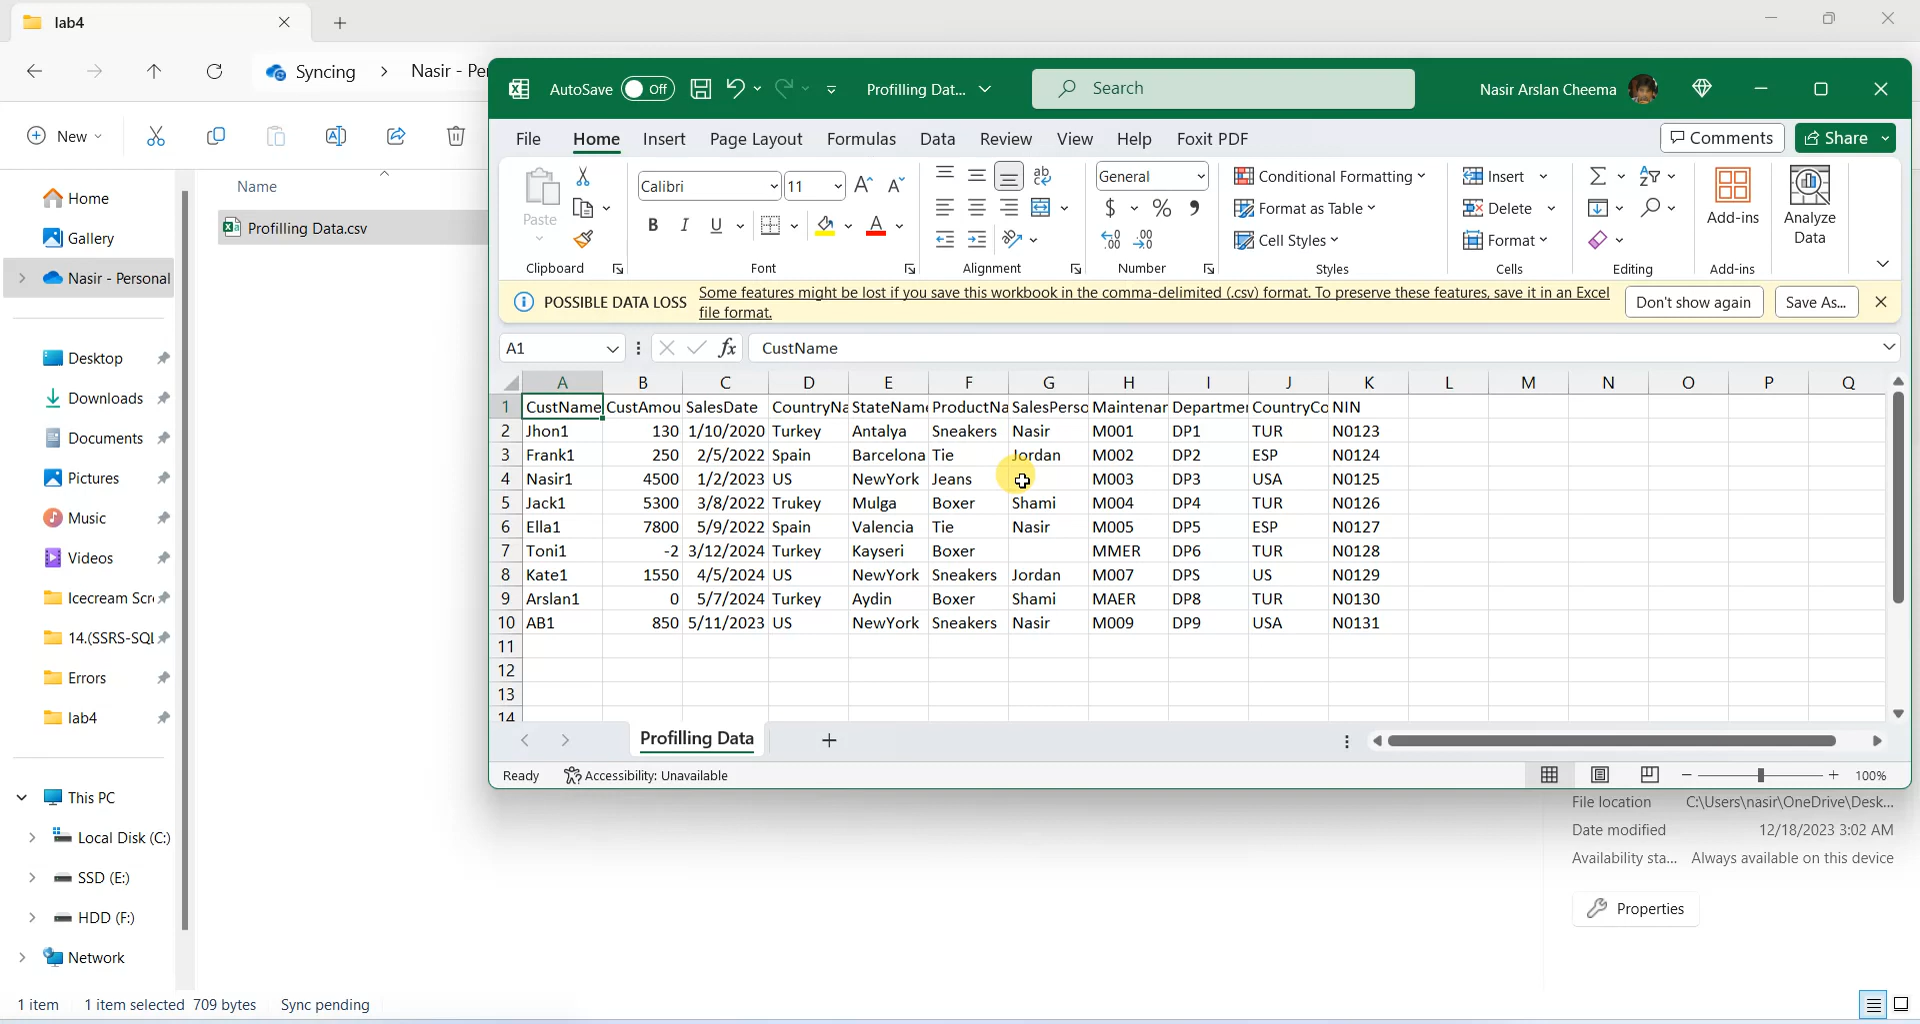 lab4
Syncing > Nasir - Pe
New
AutoSave Off Profilling Dat... Search Nasir Arslan Cheema
File Home Insert Page Layout Formulas Data Review View Help Foxit PDF Comments Share
Paste Calibri 11 General Conditional Formatting Insert
B I U $ % Format as Table Delete Add-ins Analyze Data
Cell Styles Format
Clipboard Font Alignment Number Styles Cells Editing Add-ins
POSSIBLE DATA LOSS Some features might be lost if you save this workbook in the comma-delimited (.csv) format. To preserve these features, save it in an Excel file format. Don't show again Save As...
A1 fx CustName
A B C D E F G H I J K L M N O P Q
1 CustName CustAmou SalesDate CountryNa StateName ProductNa SalesPerso Maintenar Departmer CountryCo NIN
2 Jhon1 130 1/10/2020 Turkey Antalya Sneakers Nasir M001 DP1 TUR N0123
3 Frank1 250 2/5/2022 Spain Barcelona Tie Jordan M002 DP2 ESP N0124
4 Nasir1 4500 1/2/2023 US NewYork Jeans M003 DP3 USA N0125
5 Jack1 5300 3/8/2022 Trukey Mulga Boxer Shami M004 DP4 TUR N0126
6 Ella1 7800 5/9/2022 Spain Valencia Tie Nasir M005 DP5 ESP N0127
7 Toni1 -2 3/12/2024 Turkey Kayseri Boxer MMER DP6 TUR N0128
8 Kate1 1550 4/5/2024 US NewYork Sneakers Jordan M007 DPS US N0129
9 Arslan1 0 5/7/2024 Turkey Aydin Boxer Shami MAER DP8 TUR N0130
10 AB1 850 5/11/2023 US NewYork Sneakers Nasir M009 DP9 USA N0131
11
12
13
14
Profilling Data
Ready Accessibility: Unavailable 100%
Name
Profilling Data.csv
Home
Gallery
Nasir - Personal
Desktop
Downloads
Documents
Pictures
Music
Videos
Icecream Scr
14.(SSRS-SQL
Errors
lab4
This PC
Local Disk (C:)
SSD (E:)
HDD (F:)
Network
File location C:\Users\nasir\OneDrive\Desk...
Date modified 12/18/2023 3:02 AM
Availability sta... Always available on this device
Properties
1 item 1 item selected 709 bytes Sync pending